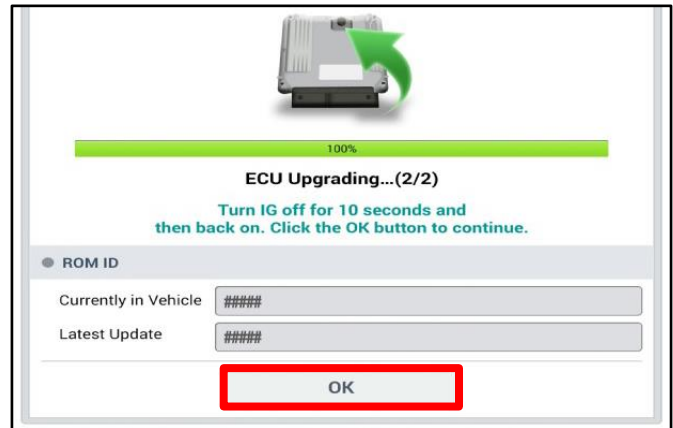 100%
ECU Upgrading...(2/2)
Turn IG off for 10 seconds and
then back on. Click the OK button to continue.
ROM ID
Currently in Vehicle #####
Latest Update #####
OK